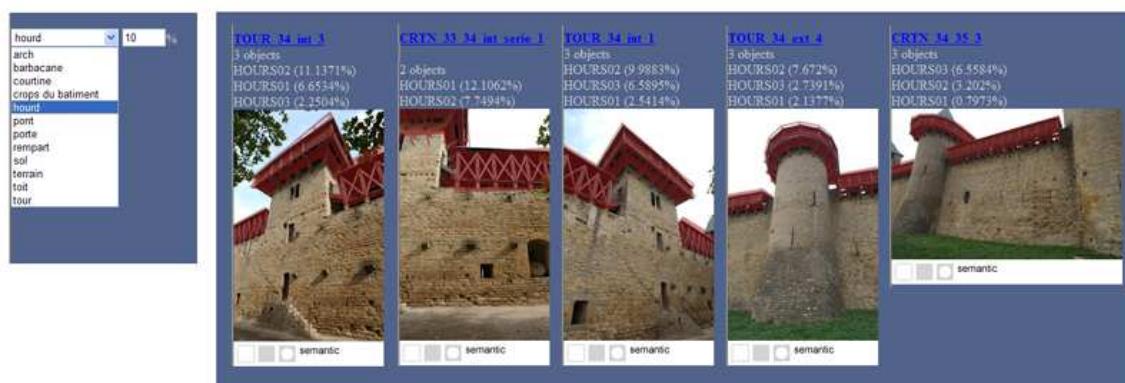 hourd 10 %
arch
barbacane
courtine
crops du batiment
hourd
pont
porte
rempart
sol
terrain
toit
tour
TOUR_34_int_3
3 objects
HOURS02 (11.1371%)
HOURS01 (6.6534%)
HOURS03 (2.2504%)
semantic
CRTN_33_34_int_serie_1
2 objects
HOURS01 (12.1062%)
HOURS02 (7.7494%)
semantic
TOUR_34_int_1
3 objects
HOURS02 (9.9883%)
HOURS03 (6.5895%)
HOURS01 (2.5414%)
semantic
TOUR_34_ext_4
3 objects
HOURS02 (7.672%)
HOURS03 (2.7391%)
HOURS01 (2.1377%)
semantic
CRTN_34_35_3
3 objects
HOURS03 (6.5584%)
HOURS02 (3.202%)
HOURS01 (0.7973%)
semantic